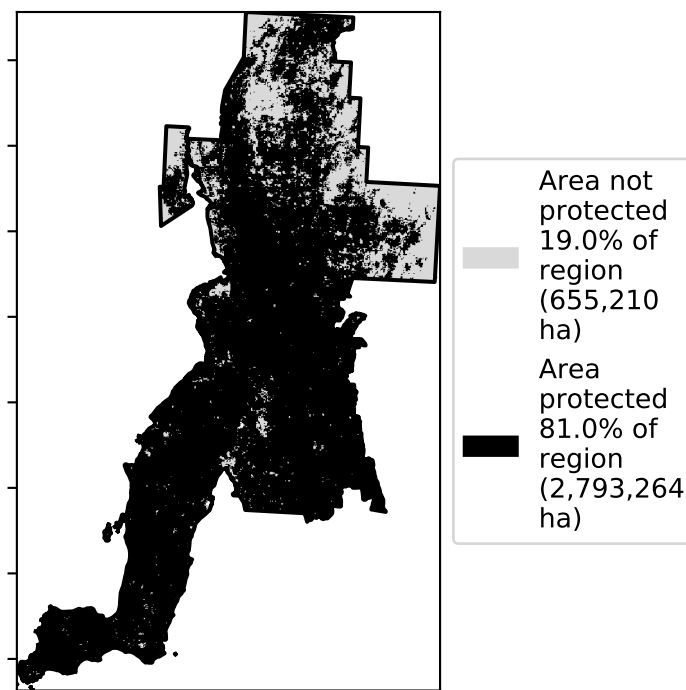 Area not
protected
19.0% of
region
(655,210
ha)
Area
protected
81.0% of
region
(2,793,264
ha)